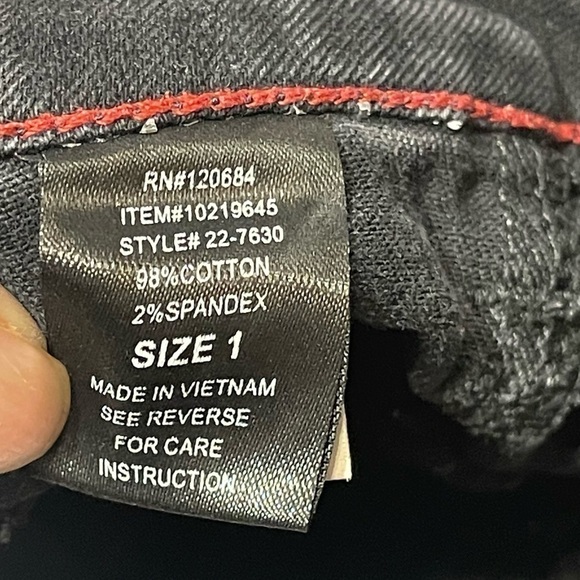 RN#120684
ITEM#10219645
STYLE# 22-7630
98%COTTON
2%SPANDEX
SIZE 1
MADE IN VIETNAM
SEE REVERSE
FOR CARE
INSTRUCTION